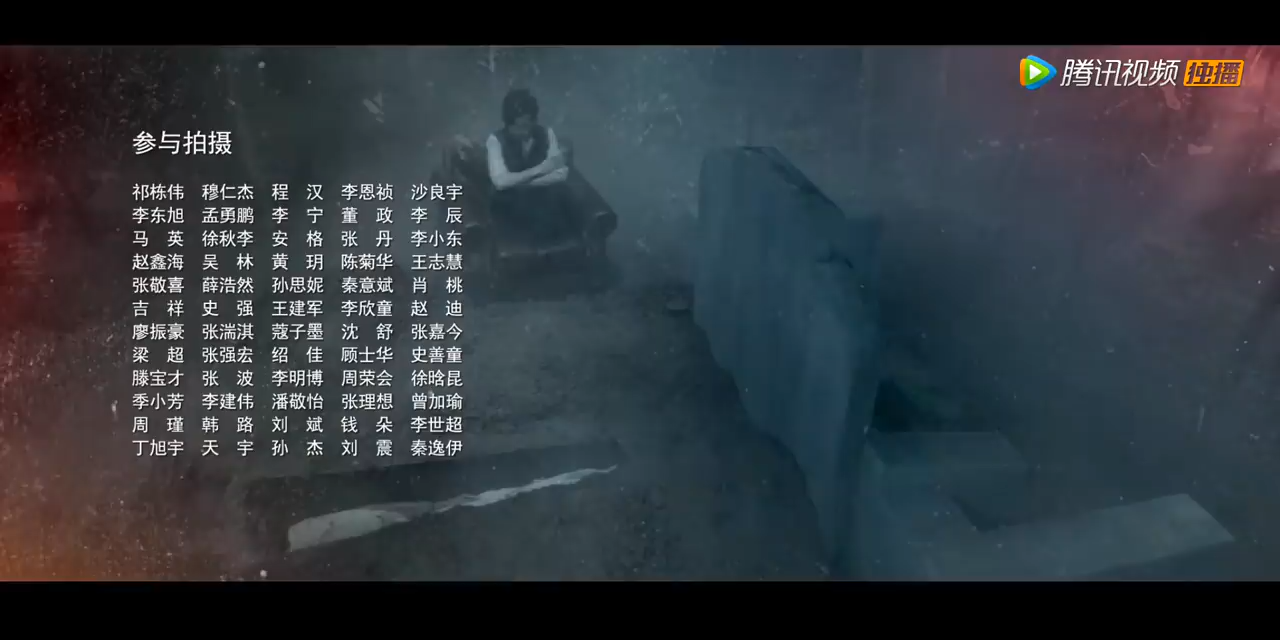 腾讯视频 独播
参与拍摄
祁栋伟 穆仁杰 程 汉 李恩祯 沙良宇
李东旭 孟勇鹏 李 宁 董 政 李 辰
马 英 徐秋李 安 格 张 丹 李小东
赵鑫海 吴 林 黄 玥 陈菊华 王志慧
张敬喜 薛浩然 孙思妮 秦意斌 肖 桃
吉 祥 史 强 王建军 李欣童 赵 迪
廖振豪 张湍淇 蔻子墨 沈 舒 张嘉今
梁 超 张强宏 绍 佳 顾士华 史善童
滕宝才 张 波 李明博 周荣会 徐晗昆
季小芳 李建伟 潘敬怡 张理想 曾加瑜
周 瑾 韩 路 刘 斌 钱 朵 李世超
丁旭宇 天 宇 孙 杰 刘 震 秦逸伊